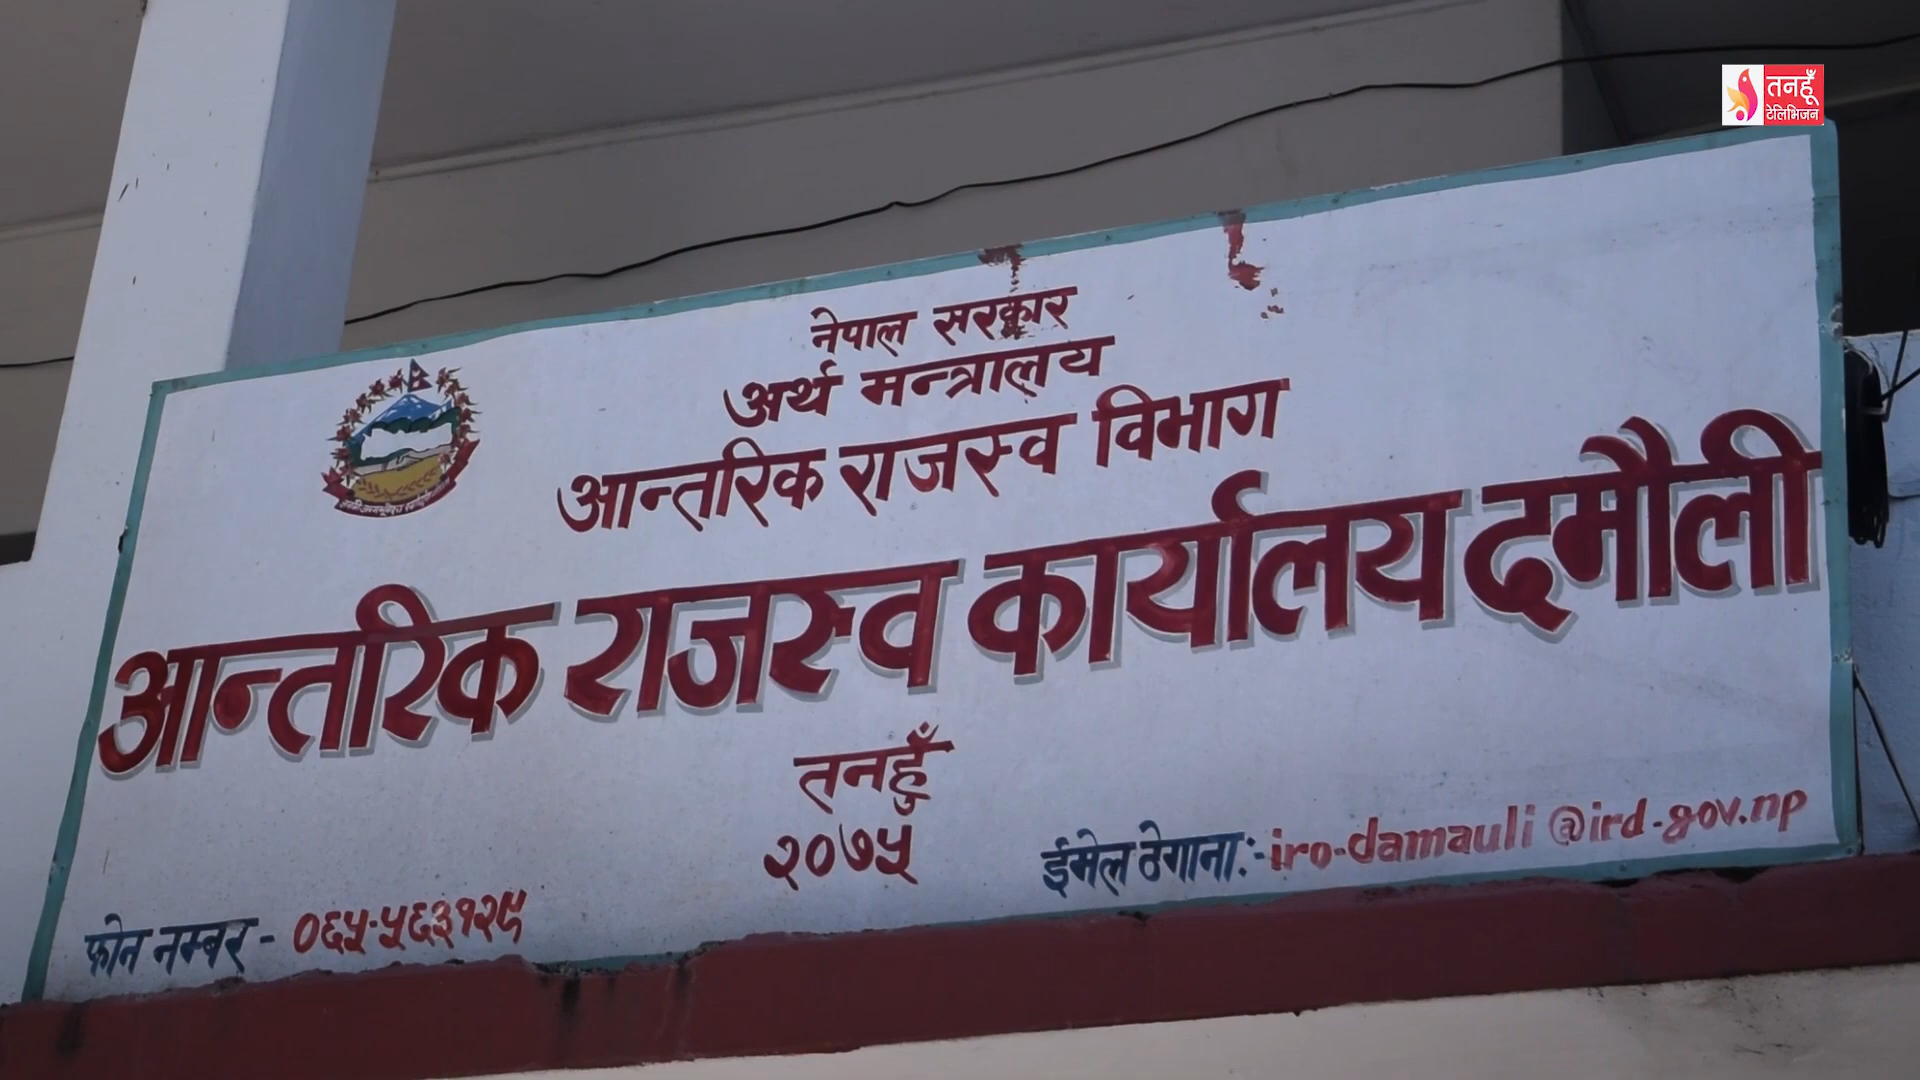 तनहूँ
टेलिभिजन
नेपाल सरकार
अर्थ मन्त्रालय
आन्तरिक राजस्व विभाग
आन्तरिक राजस्व कार्यालय दमौली
तनहुँ
२०७५
ईमेल ठेगाना:- iro-damauli@ird-gov.np
फोन नम्बर - ०६५-५६३१२९